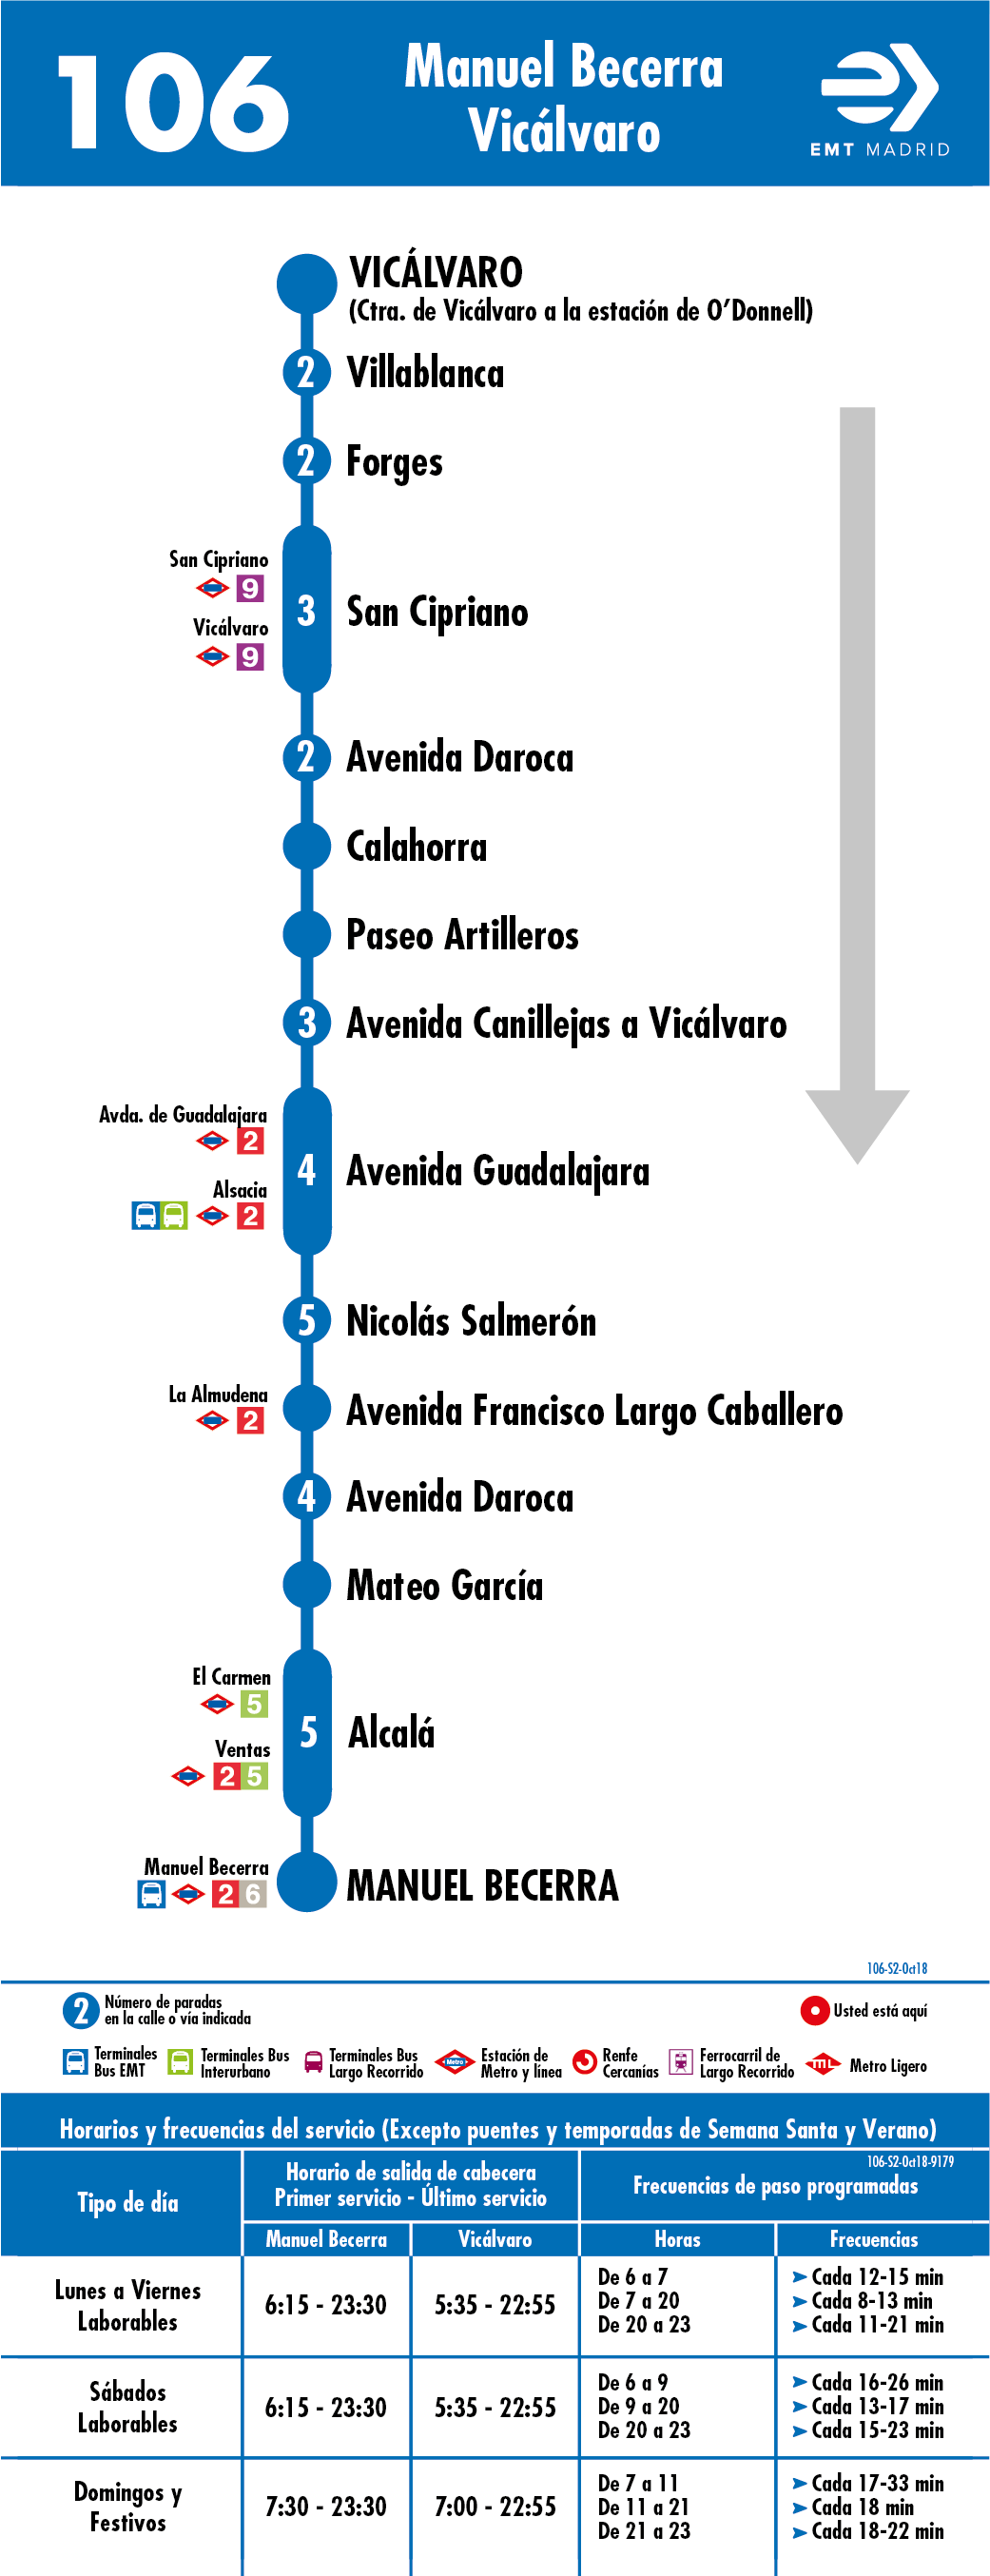 106
Manuel Becerra
Vicálvaro
EMT MADRID
VICÁLVARO
(Ctra. de Vicálvaro a la estación de O’Donnell)
2 Villablanca
2 Forges
San Cipriano
9
Vicálvaro
9
3 San Cipriano
2 Avenida Daroca
Calahorra
Paseo Artilleros
3 Avenida Canillejas a Vicálvaro
Avda. de Guadalajara
2
Alsacia
2
4 Avenida Guadalajara
5 Nicolás Salmerón
La Almudena
2
Avenida Francisco Largo Caballero
4 Avenida Daroca
Mateo García
El Carmen
5
Ventas
2 5
5 Alcalá
Manuel Becerra
2 6
MANUEL BECERRA
106-S2-Oct18
2 Número de paradas
en la calle o vía indicada
Usted está aquí
Terminales
Bus EMT
Terminales Bus
Interurbano
Terminales Bus
Largo Recorrido
Metro
Estación de
Metro y línea
Renfe
Cercanías
Ferrocarril de
Largo Recorrido
ML
Metro Ligero
Horarios y frecuencias del servicio (Excepto puentes y temporadas de Semana Santa y Verano)
106-S2-Oct18-9179
Tipo de día
Horario de salida de cabecera
Primer servicio - Último servicio
Frecuencias de paso programadas
Manuel Becerra
Vicálvaro
Horas
Frecuencias
Lunes a Viernes
Laborables
6:15 - 23:30
5:35 - 22:55
De 6 a 7 Cada 12-15 min
De 7 a 20 Cada 8-13 min
De 20 a 23 Cada 11-21 min
Sábados
Laborables
6:15 - 23:30
5:35 - 22:55
De 6 a 9 Cada 16-26 min
De 9 a 20 Cada 13-17 min
De 20 a 23 Cada 15-23 min
Domingos y
Festivos
7:30 - 23:30
7:00 - 22:55
De 7 a 11 Cada 17-33 min
De 11 a 21 Cada 18 min
De 21 a 23 Cada 18-22 min